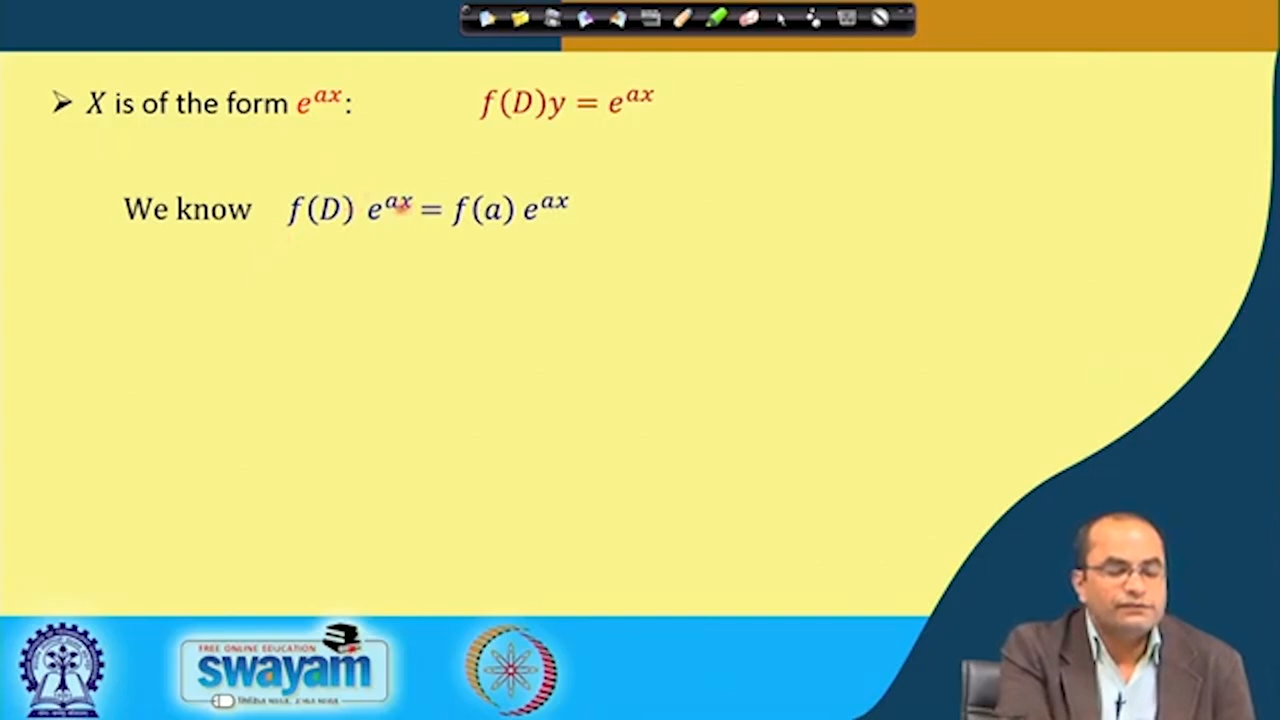 ➢ X is of the form e^{ax}: f(D)y = e^{ax}
We know f(D) e^{ax} = f(a) e^{ax}
FREE ONLINE EDUCATION
swayam